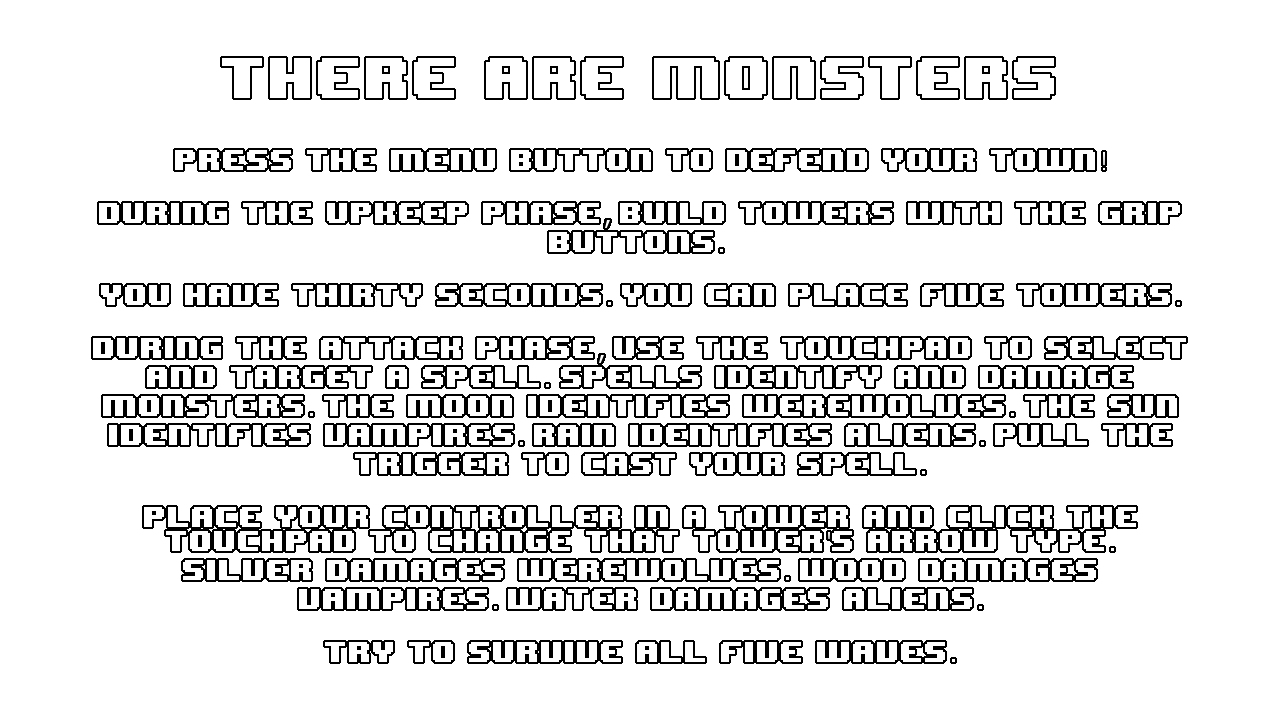 THERE ARE MONSTERS
PRESS THE MENU BUTTON TO DEFEND YOUR TOWN!
DURING THE UPKEEP PHASE, BUILD TOWERS WITH THE GRIP
BUTTONS.
YOU HAVE THIRTY SECONDS. YOU CAN PLACE FIVE TOWERS.
DURING THE ATTACK PHASE, USE THE TOUCHPAD TO SELECT
AND TARGET A SPELL. SPELLS IDENTIFY AND DAMAGE
MONSTERS. THE MOON IDENTIFIES WEREWOLVES. THE SUN
IDENTIFIES VAMPIRES. RAIN IDENTIFIES ALIENS. PULL THE
TRIGGER TO CAST YOUR SPELL.
PLACE YOUR CONTROLLER IN A TOWER AND CLICK THE
TOUCHPAD TO CHANGE THAT TOWER'S ARROW TYPE.
SILVER DAMAGES WEREWOLVES. WOOD DAMAGES
VAMPIRES. WATER DAMAGES ALIENS.
TRY TO SURVIVE ALL FIVE WAVES.